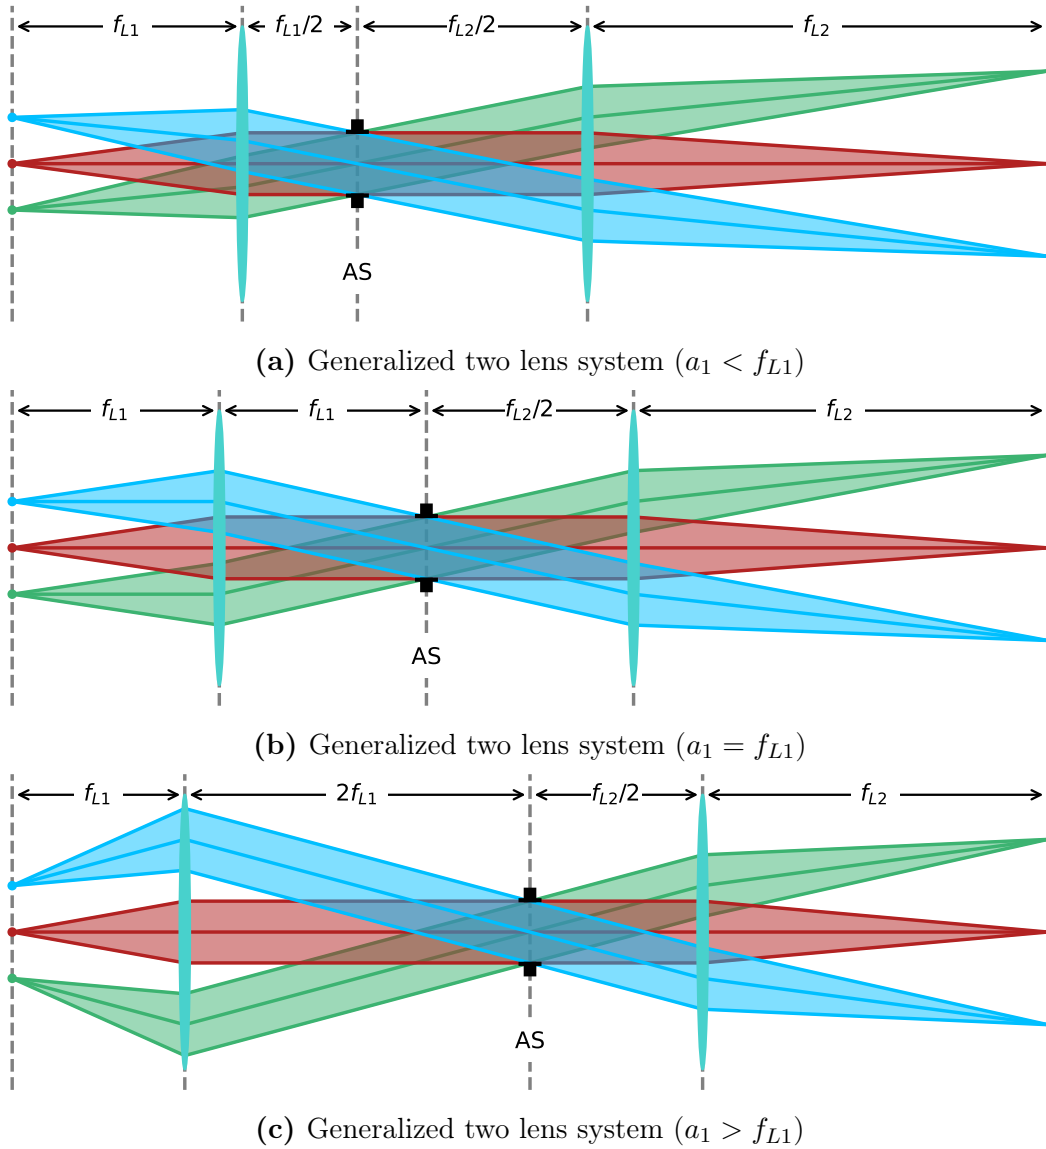 f_{L1} f_{L1}/2 f_{L2}/2 f_{L2}
AS
(a) Generalized two lens system (a_1 < f_{L1})
f_{L1} f_{L1} f_{L2}/2 f_{L2}
AS
(b) Generalized two lens system (a_1 = f_{L1})
f_{L1} 2f_{L1} f_{L2}/2 f_{L2}
AS
(c) Generalized two lens system (a_1 > f_{L1})